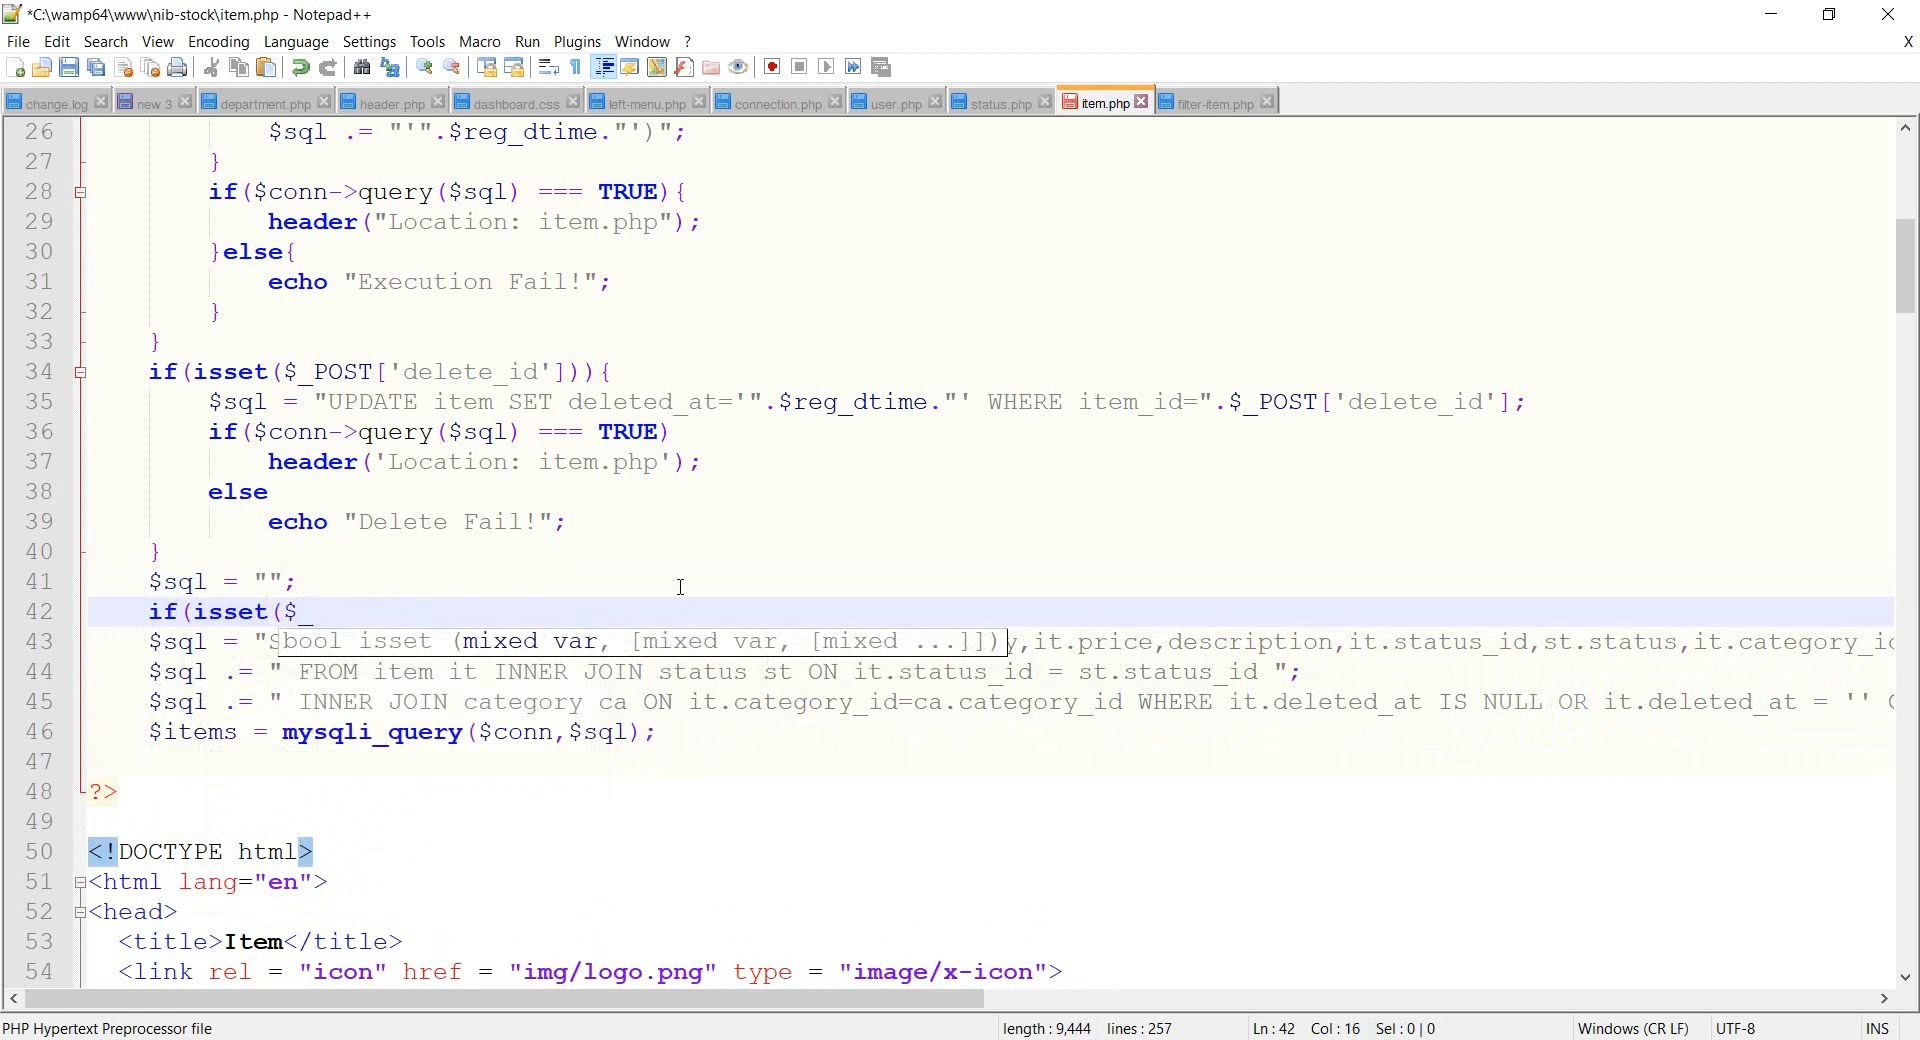 *C:\wamp64\www\nib-stock\item.php - Notepad++
File Edit Search View Encoding Language Settings Tools Macro Run Plugins Window ? X
change.log new 3 department.php header.php dashboard.css left-menu.php connection.php user.php status.php item.php filter-item.php
26 $sql .= "'".$reg_dtime."')";
27 }
28 if($conn->query($sql) === TRUE){
29 header("Location: item.php");
30 }else{
31 echo "Execution Fail!";
32 }
33 }
34 if(isset($_POST['delete_id'])){
35 $sql = "UPDATE item SET deleted_at='".$reg_dtime."' WHERE item_id=".$_POST['delete_id'];
36 if($conn->query($sql) === TRUE)
37 header('Location: item.php');
38 else
39 echo "Delete Fail!";
40 }
41 $sql = "";
42 if(isset($_
43 $sql = "S bool isset (mixed var, [mixed var, [mixed ...]]) y,it.price,description,it.status_id,st.status,it.category_id
44 $sql .= " FROM item it INNER JOIN status st ON it.status_id = st.status_id ";
45 $sql .= " INNER JOIN category ca ON it.category_id=ca.category_id WHERE it.deleted_at IS NULL OR it.deleted_at = ''
46 $items = mysqli_query($conn,$sql);
47
48 ?>
49
50 <!DOCTYPE html>
51 <html lang="en">
52 <head>
53 <title>Item</title>
54 <link rel = "icon" href = "img/logo.png" type = "image/x-icon">
PHP Hypertext Preprocessor file length : 9,444 lines : 257 Ln : 42 Col : 16 Sel : 0 | 0 Windows (CR LF) UTF-8 INS